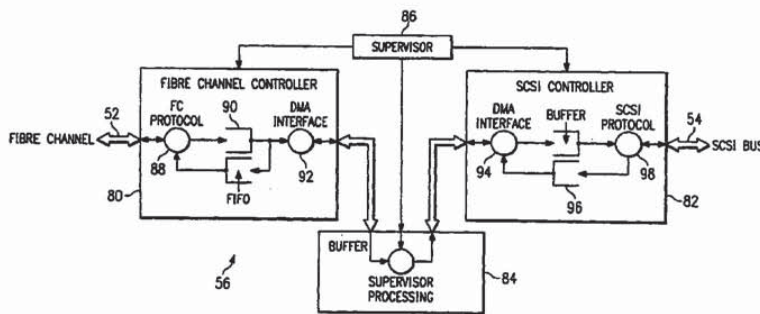 86
SUPERVISOR
FIBRE CHANNEL CONTROLLER
SCSI CONTROLLER
FC
PROTOCOL
90
DMA
INTERFACE
DMA
INTERFACE
BUFFER
SCSI
PROTOCOL
52
54
FIBRE CHANNEL
SCSI BUS
88
92
94
98
80
FIFO
96
82
BUFFER
56
SUPERVISOR
PROCESSING
84